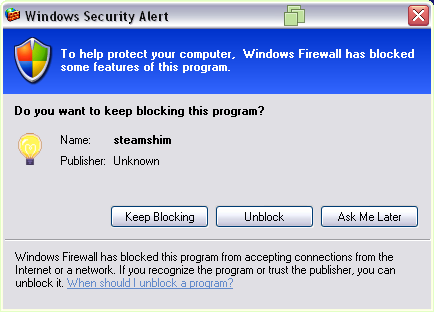 Windows Security Alert
To help protect your computer, Windows Firewall has blocked
some features of this program.
Do you want to keep blocking this program?
Name: steamshim
Publisher: Unknown
Keep Blocking Unblock Ask Me Later
Windows Firewall has blocked this program from accepting connections from the
Internet or a network. If you recognize the program or trust the publisher, you can
unblock it. When should I unblock a program?